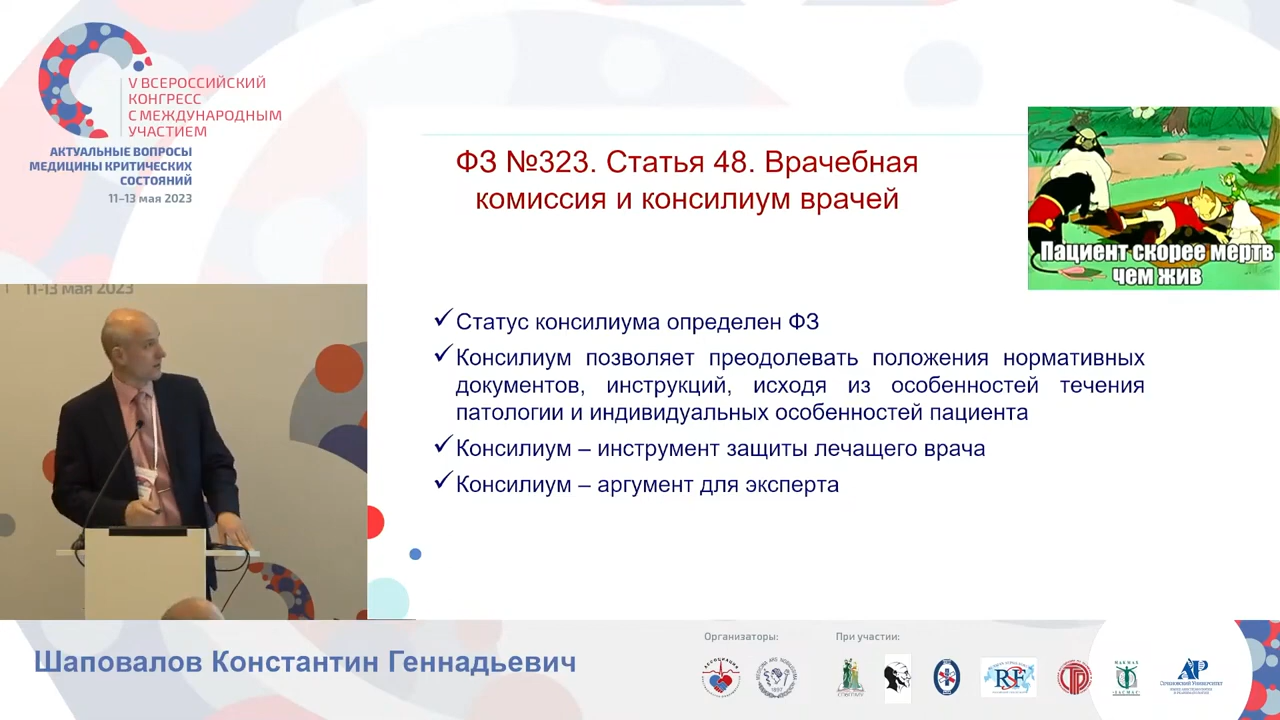 V ВСЕРОССИЙСКИЙ
КОНГРЕСС
С МЕЖДУНАРОДНЫМ
УЧАСТИЕМ
АКТУАЛЬНЫЕ ВОПРОСЫ
МЕДИЦИНЫ КРИТИЧЕСКИХ
СОСТОЯНИЙ
11–13 мая 2023
11-13 мая 2023
ФЗ №323. Статья 48. Врачебная
комиссия и консилиум врачей
Пациент скорее мертв
чем жив
Статус консилиума определен ФЗ
Консилиум позволяет преодолевать положения нормативных
документов, инструкций, исходя из особенностей течения
патологии и индивидуальных особенностей пациента
Консилиум – инструмент защиты лечащего врача
Консилиум – аргумент для эксперта
Шаповалов Константин Геннадьевич
Организаторы:
При участии:
АССОЦИАЦИЯ
1997